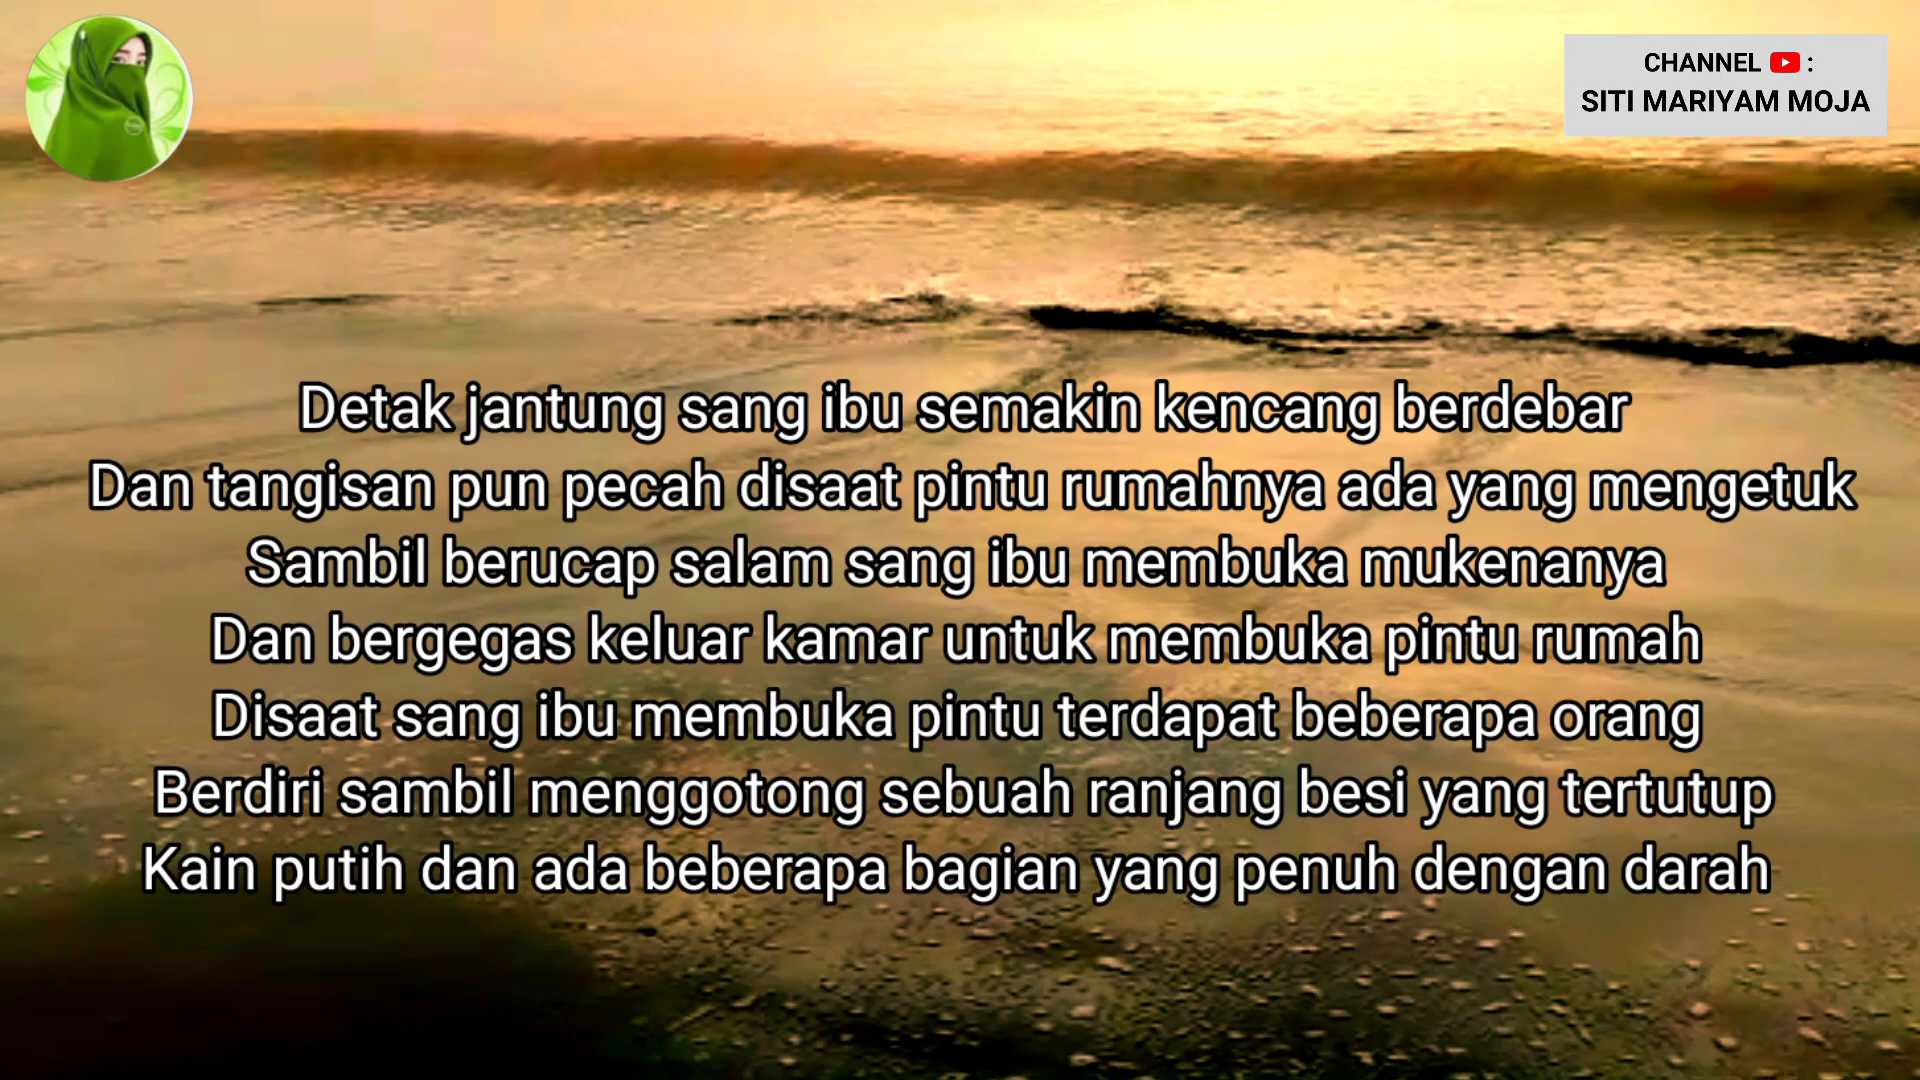 CHANNEL :
SITI MARIYAM MOJA
Detak jantung sang ibu semakin kencang berdebar
Dan tangisan pun pecah disaat pintu rumahnya ada yang mengetuk
Sambil berucap salam sang ibu membuka mukenanya
Dan bergegas keluar kamar untuk membuka pintu rumah
Disaat sang ibu membuka pintu terdapat beberapa orang
Berdiri sambil menggotong sebuah ranjang besi yang tertutup
Kain putih dan ada beberapa bagian yang penuh dengan darah